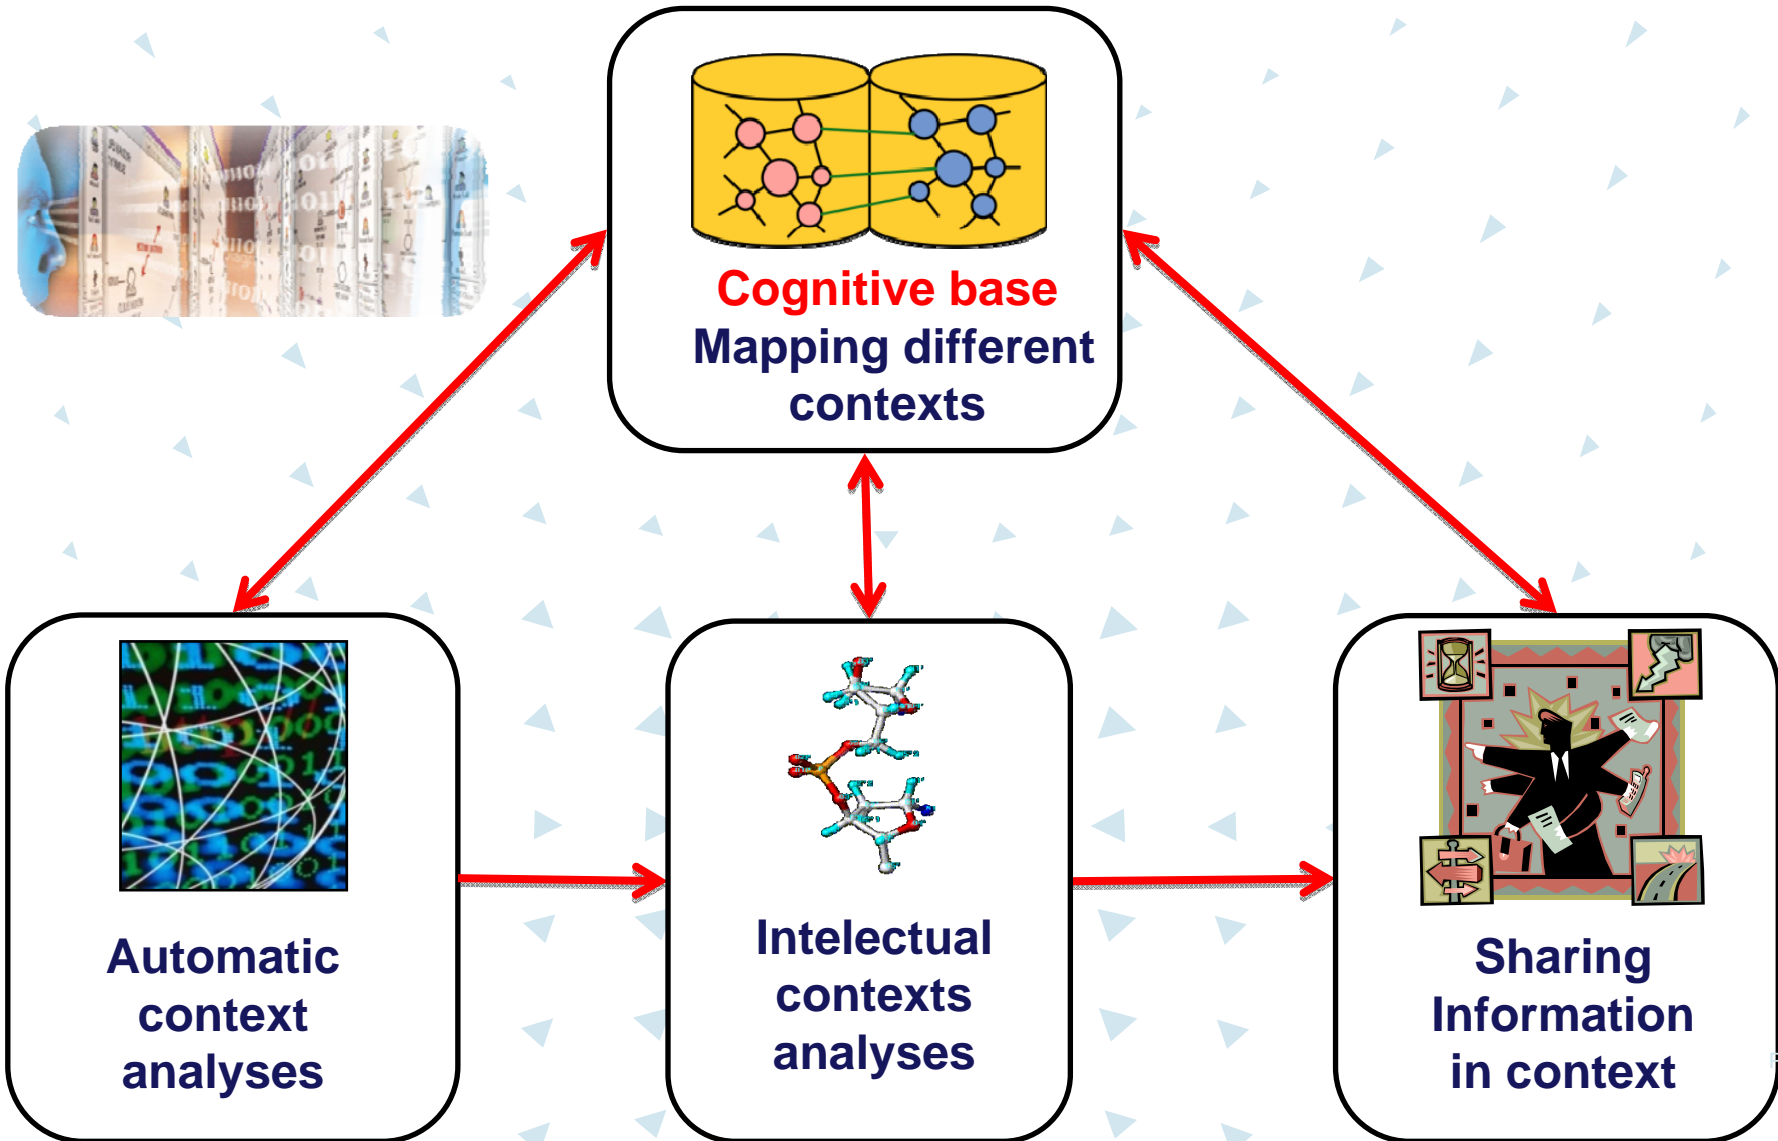 Cognitive base
Mapping different
contexts
Automatic
context
analyses
Intelectual
contexts
analyses
Sharing
Information
in context